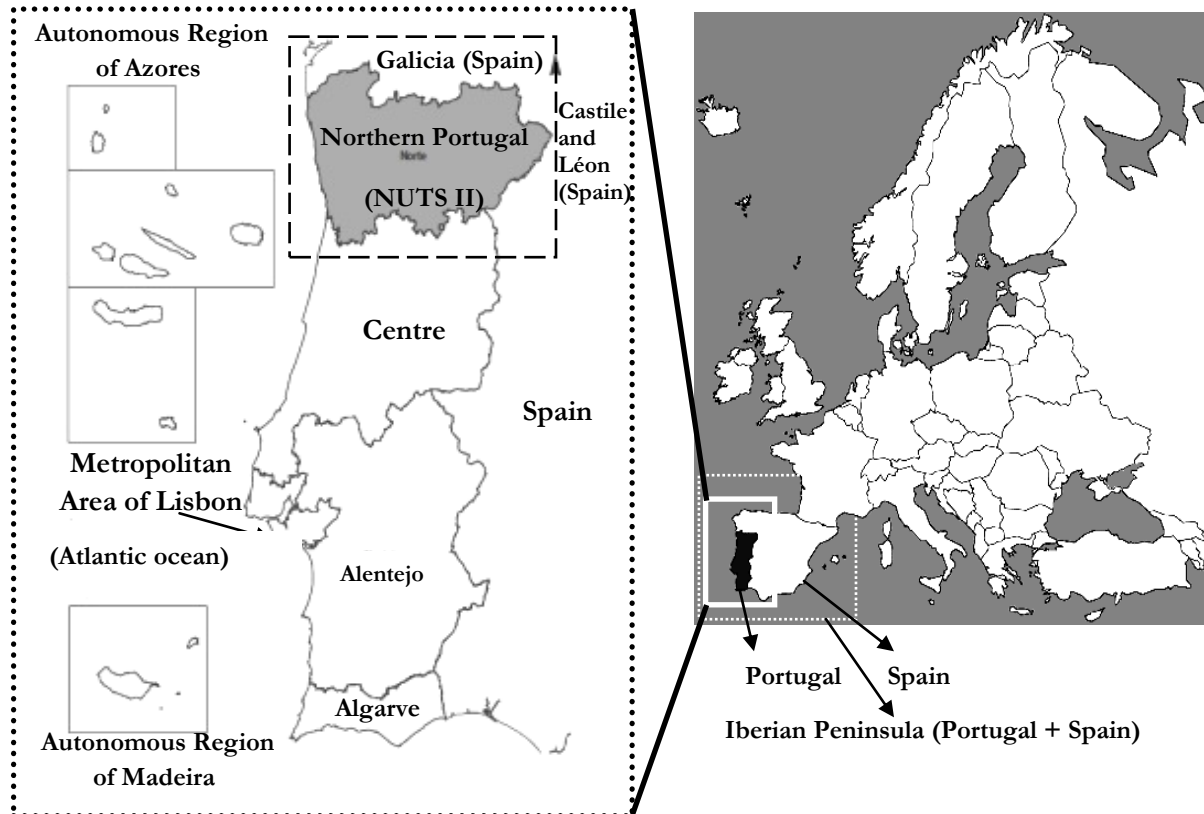 Autonomous Region
of Azores
Galicia (Spain)
Castile
and
Léon
(Spain)
Northern Portugal
Norte
(NUTS II)
Centre
Spain
Metropolitan
Area of Lisbon
(Atlantic ocean)
Alentejo
Algarve
Autonomous Region
of Madeira
Portugal
Spain
Iberian Peninsula (Portugal + Spain)